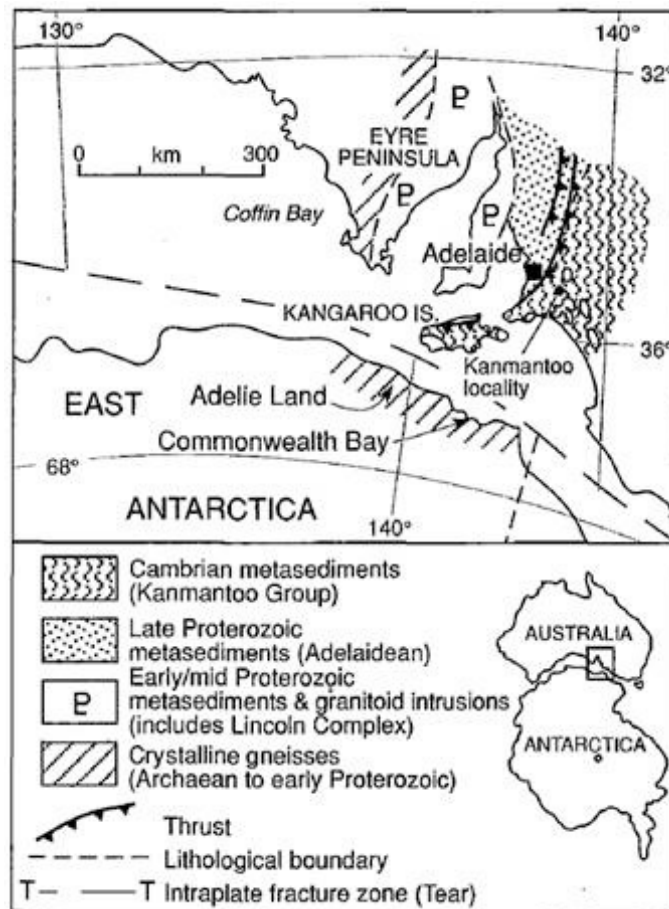 130°
140°
32°
EYRE
PENINSULA
0 km 300
Coffin Bay
Adelaide
KANGAROO IS.
Kanmantoo
locality
36°
EAST
Adelie Land
Commonwealth Bay
68°
ANTARCTICA
140°
Cambrian metasediments
(Kanmantoo Group)
Late Proterozoic
metasediments (Adelaidean)
Early/mid Proterozoic
metasediments & granitoid intrusions
(includes Lincoln Complex)
Crystalline gneisses
(Archaean to early Proterozoic)
Thrust
Lithological boundary
T T Intraplate fracture zone (Tear)
AUSTRALIA
ANTARCTICA